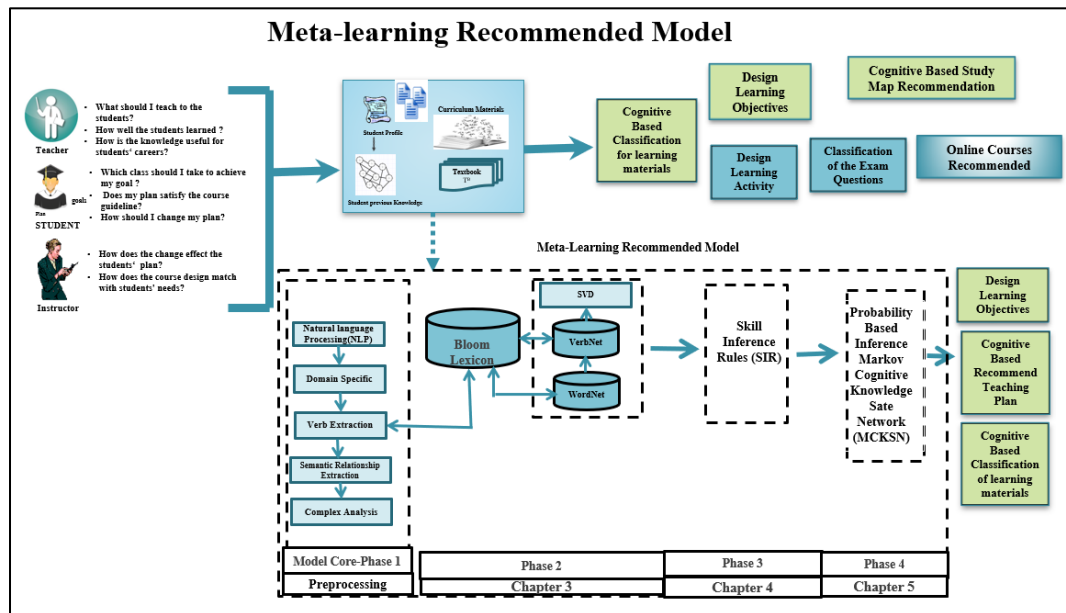 Meta-learning Recommended Model
• What should I teach to the
students?
• How well the students learned ?
• How is the knowledge useful for
students' careers?
Teacher
• Which class should I take to achieve
my goal ?
• Does my plan satisfy the course
guideline?
• How should I change my plan?
goals
Plan
STUDENT
• How does the change effect the
students' plan?
• How does the course design match
with students' needs?
Instructor
Student Profile
Curriculum Materials
Textbook
Student previous Knowledge
Cognitive
Based
Classification
for learning
materials
Design
Learning
Objectives
Cognitive Based Study
Map Recommendation
Design
Learning
Activity
Classification
of the Exam
Questions
Online Courses
Recommended
Meta-Learning Recommended Model
Natural language
Processing(NLP)
Domain Specific
Verb Extraction
Semantic Relationship
Extraction
Complex Analysis
Bloom
Lexicon
SVD
VerbNet
WordNet
Skill
Inference
Rules (SIR)
Probability
Based
Inference
Markov
Cognitive
Knowledge
Sate
Network
(MCKSN)
Design
Learning
Objectives
Cognitive
Based
Recommend
Teaching
Plan
Cognitive
Based
Classification
of learning
materials
Model Core-Phase 1
Phase 2
Phase 3
Phase 4
Preprocessing
Chapter 3
Chapter 4
Chapter 5